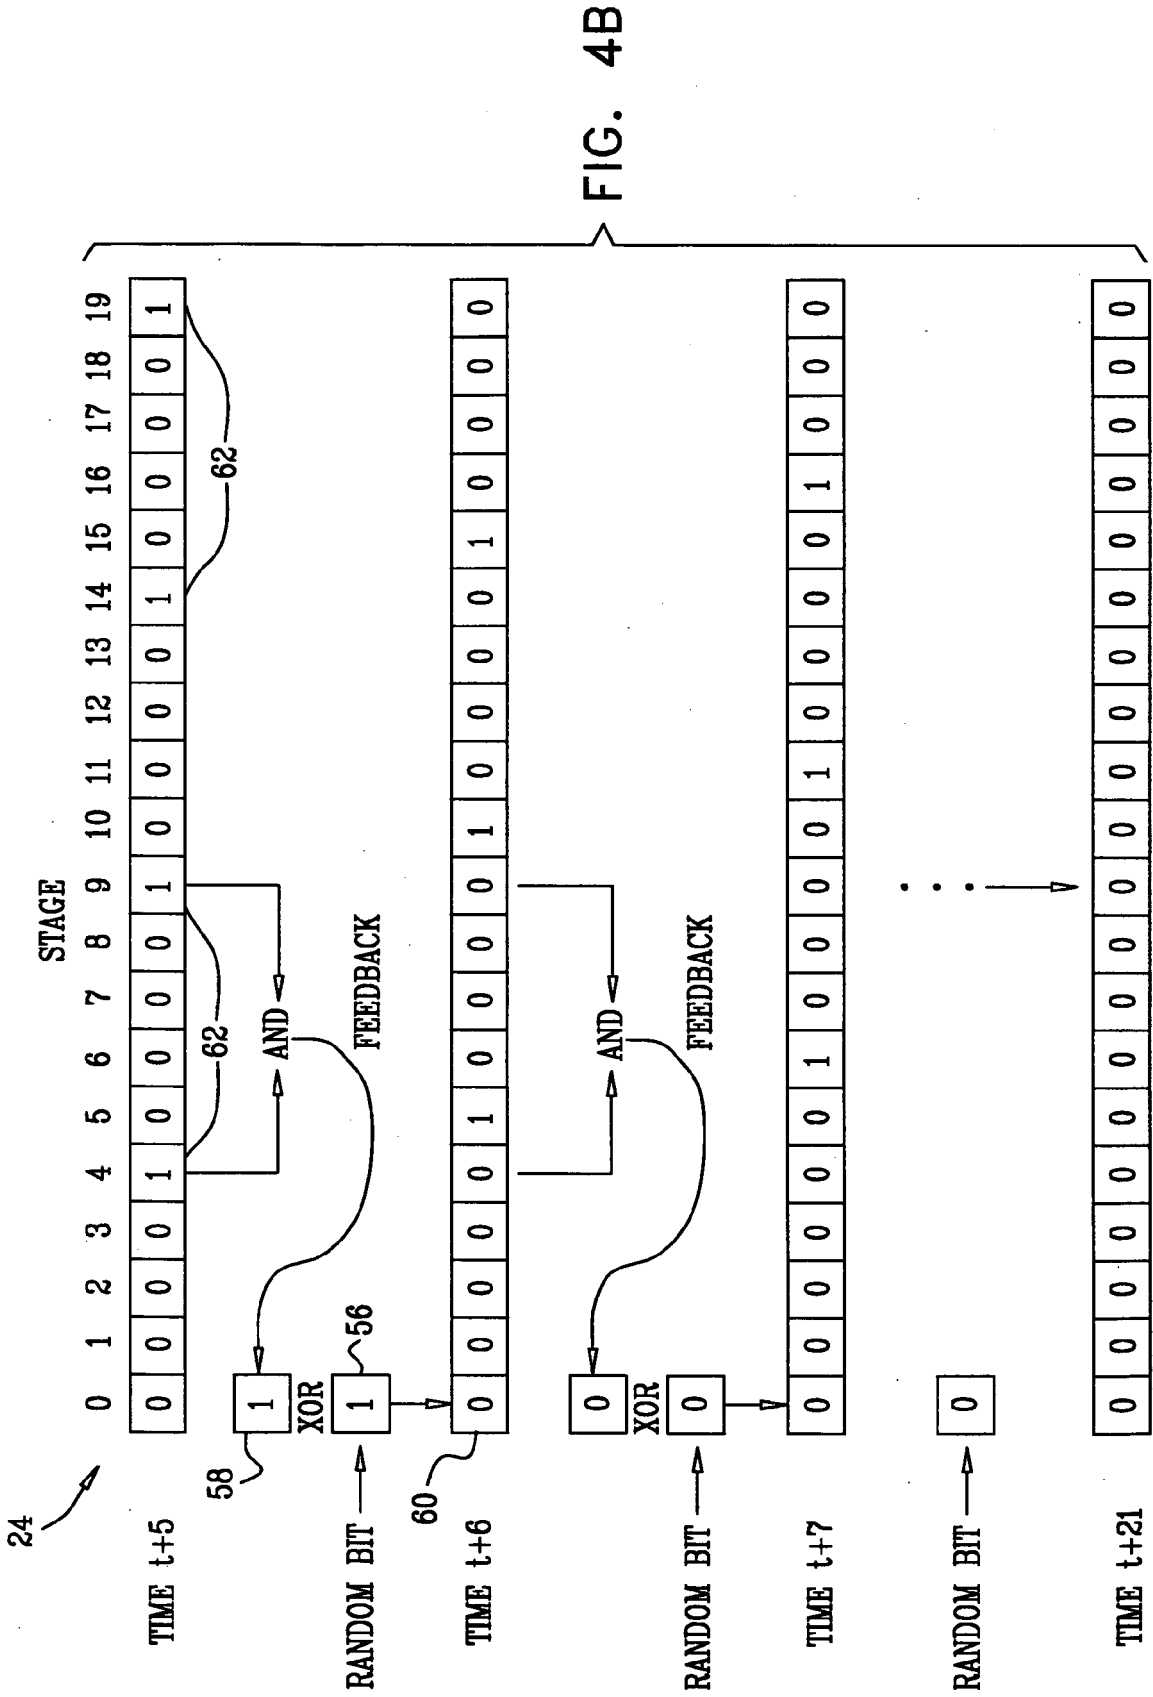 24
STAGE
0 1 2 3 4 5 6 7 8 9 10 11 12 13 14 15 16 17 18 19
TIME t+5 0 0 0 0 1 0 0 0 0 1 0 0 0 0 1 0 0 0 0 1
62 62
58 1 AND
XOR FEEDBACK
RANDOM BIT 1 56
60
TIME t+6 0 0 0 0 0 1 0 0 0 0 1 0 0 0 0 1 0 0 0 0
0 AND
XOR FEEDBACK
RANDOM BIT 0
TIME t+7 0 0 0 0 0 0 1 0 0 0 0 1 0 0 0 0 1 0 0 0
RANDOM BIT 0
TIME t+21 0 0 0 0 0 0 0 0 0 0 0 0 0 0 0 0 0 0 0 0
FIG. 4B